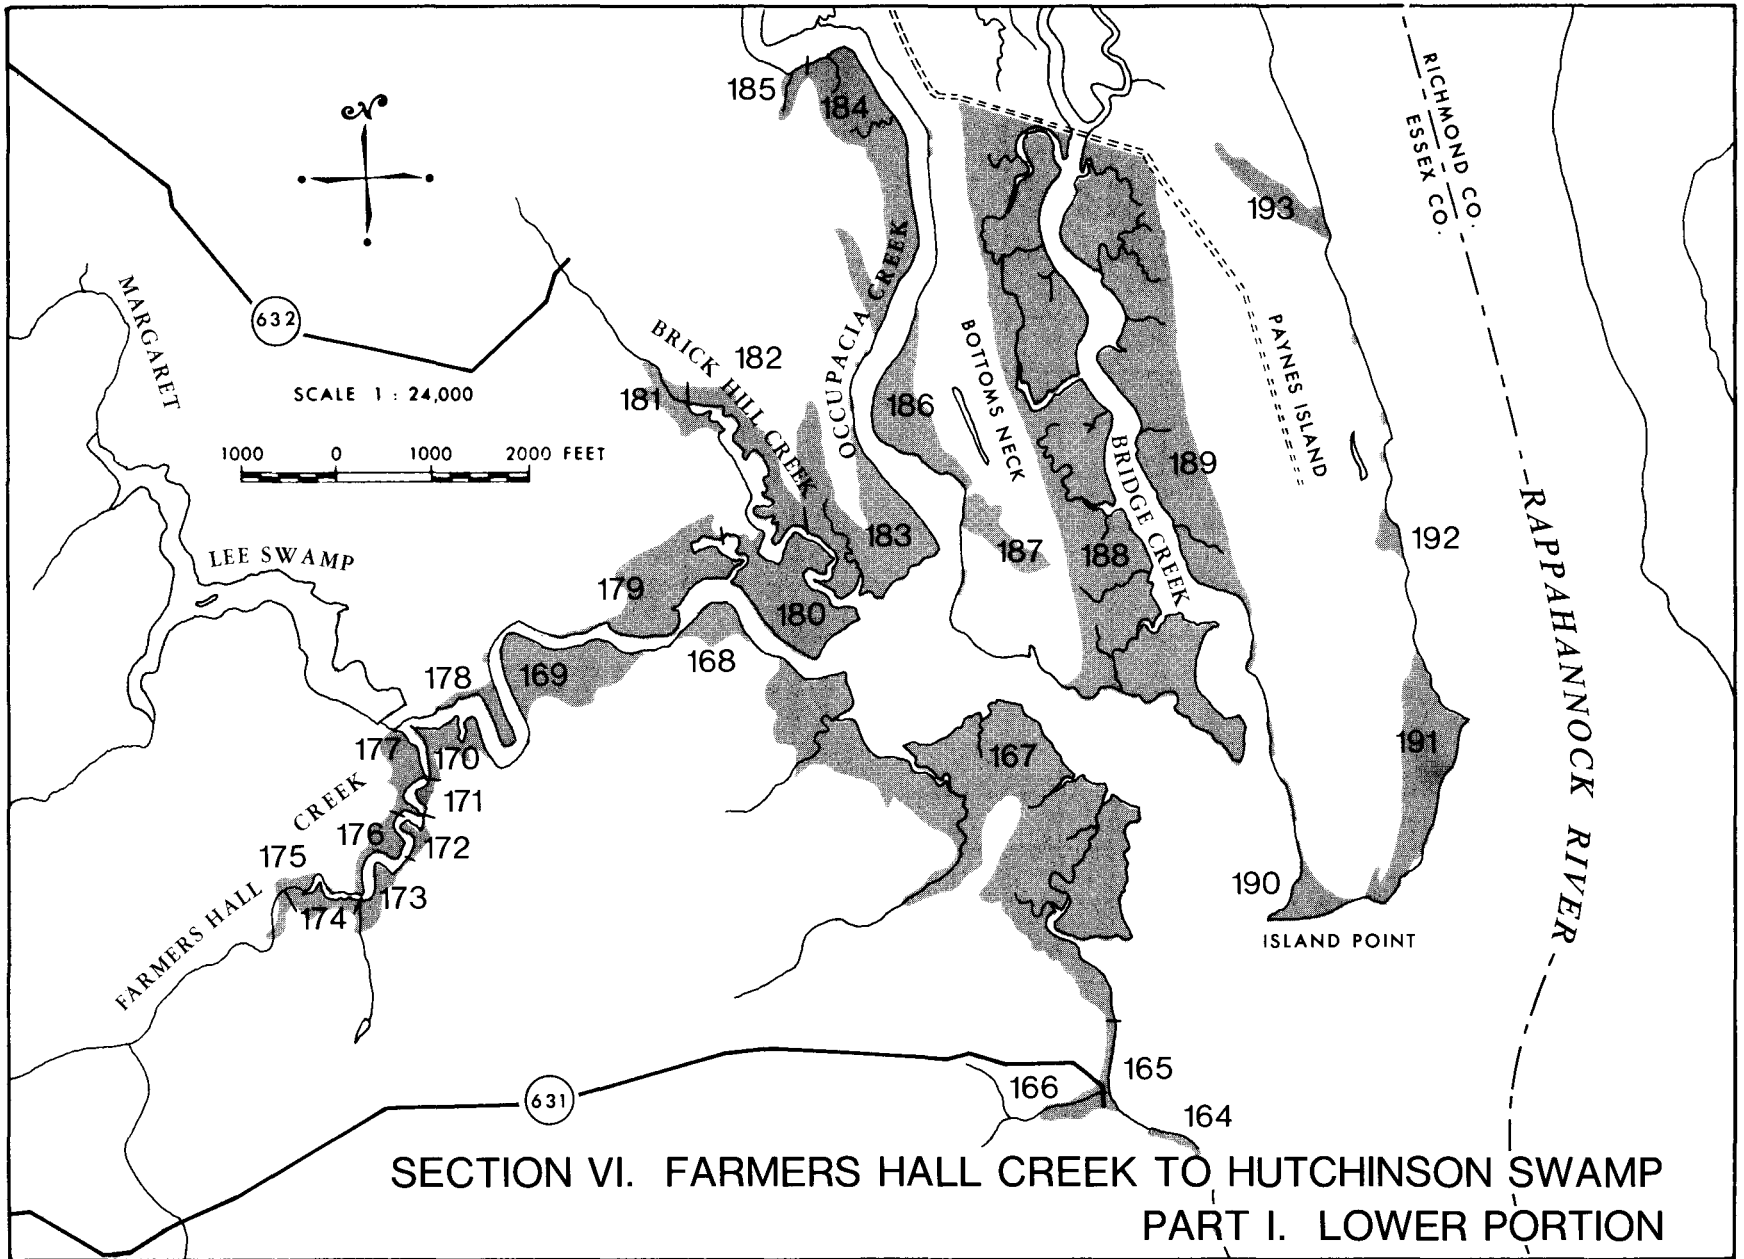 RICHMOND CO.
ESSEX CO.
185
184
N
193
632
MARGARET
BRICK HILL CREEK
182
OCCUPACIA CREEK
BOTTOMS NECK
PAYNES ISLAND
SCALE 1 : 24,000
181
186
1000 0 1000 2000 FEET
BRIDGE CREEK
189
RAPPAHANNOCK RIVER
LEE SWAMP
183
187
188
192
179
180
168
178
169
177
170
167
191
171
CREEK
176
172
175
190
173
174
FARMERS HALL
ISLAND POINT
165
166
631
164
SECTION VI. FARMERS HALL CREEK TO HUTCHINSON SWAMP
PART I. LOWER PORTION